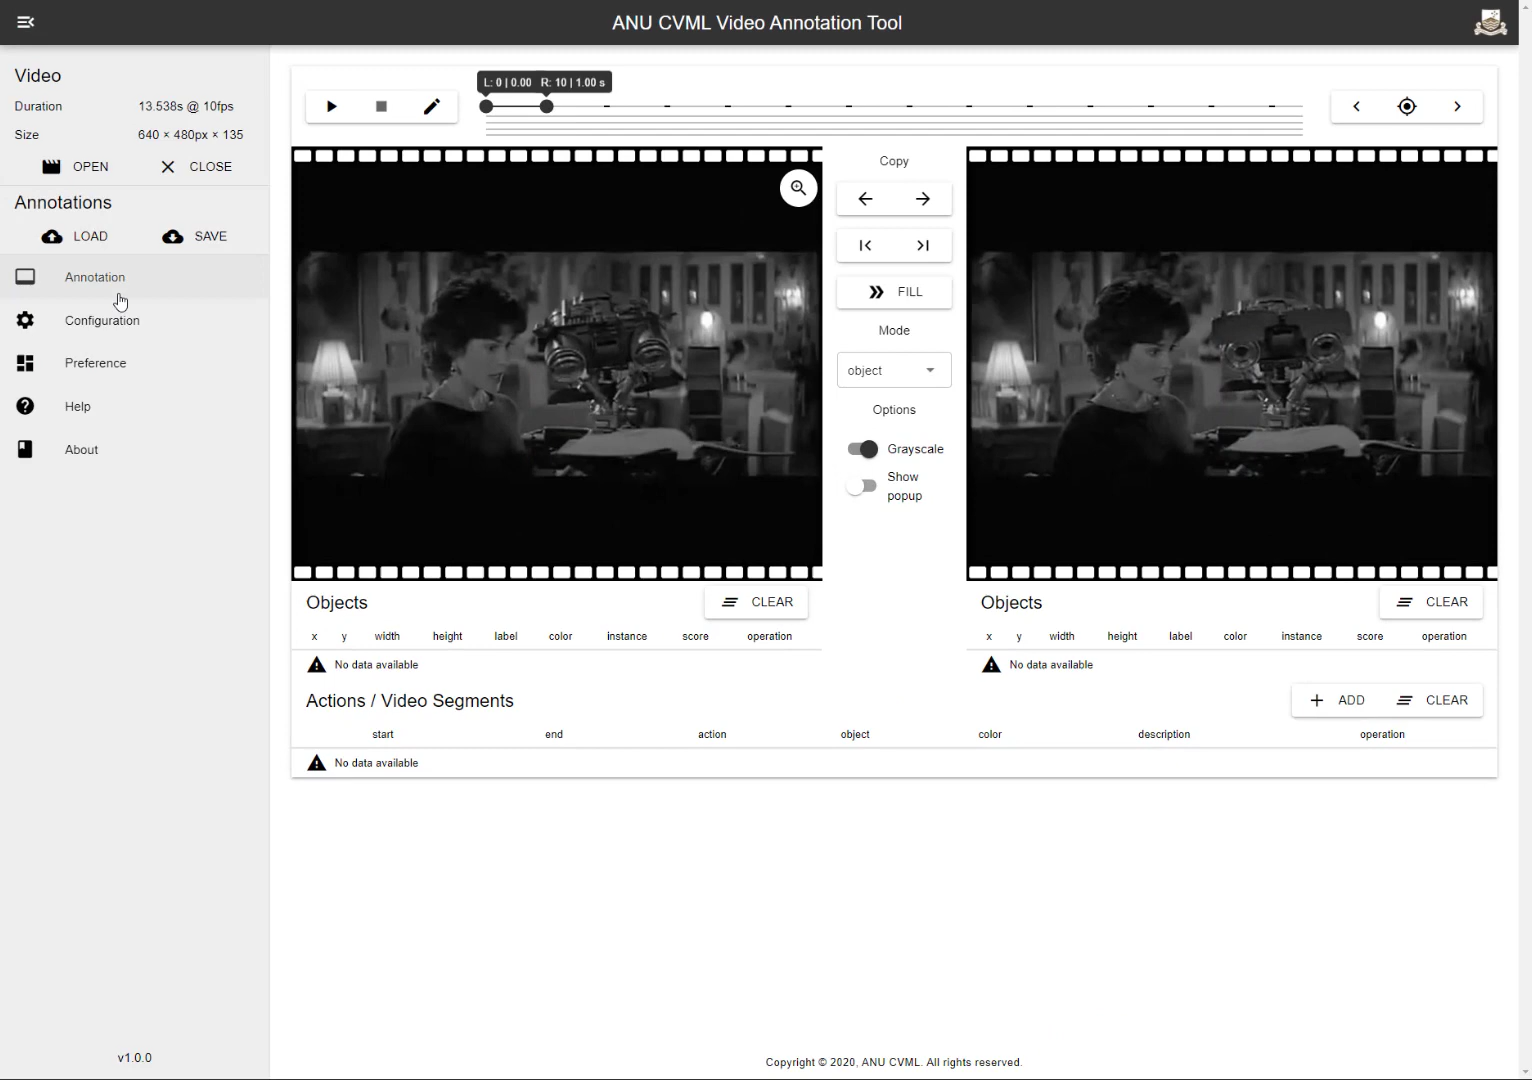 ANU CVML Video Annotation Tool
Video
Duration 13.538s @ 10fps
Size 640 × 480px × 135
OPEN CLOSE
Annotations
LOAD SAVE
Annotation
Configuration
Preference
Help
About
v1.0.0
L: 0 | 0.00 R: 10 | 1.00 s
Copy
FILL
Mode
object
Options
Grayscale
Show
popup
Objects CLEAR
x y width height label color instance score operation
No data available
Objects CLEAR
x y width height label color instance score operation
No data available
Actions / Video Segments ADD CLEAR
start end action object color description operation
No data available
Copyright © 2020, ANU CVML. All rights reserved.